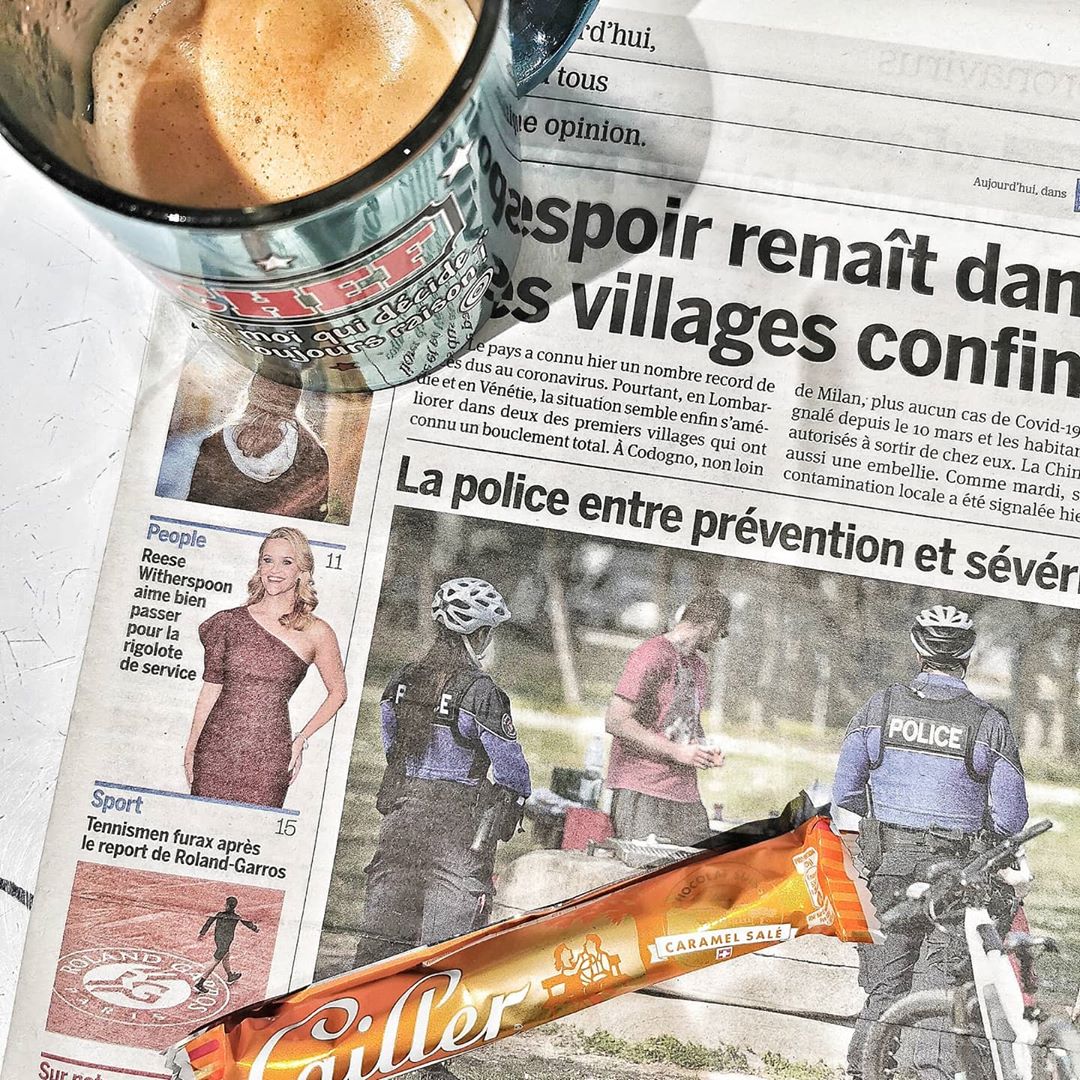 rd'hui,
tous
opinion.
Aujourd'hui, dans
espoir renaît dan
es villages confin
CHEF
moi qui décide
toujours raison!
Le pays a connu hier un nombre record de
dus au coronavirus. Pourtant, en Lombar-
die et en Vénétie, la situation semble enfin s'amé-
liorer dans deux des premiers villages qui ont
connu un bouclement total. À Codogno, non loin
de Milan, plus aucun cas de Covid-19
gnalé depuis le 10 mars et les habitan
autorisés à sortir de chez eux. La Chin
aussi une embellie. Comme mardi, s
contamination locale a été signalée hie
La police entre prévention et sévér
People
11
Reese
Witherspoon
aime bien
passer
pour la
rigolote
de service
Sport
15
Tennismen furax après
le report de Roland-Garros
ROLAND GARROS
RG
PARIS
P CE
POLICE
CARAMEL SALÉ
Cailler
Sur